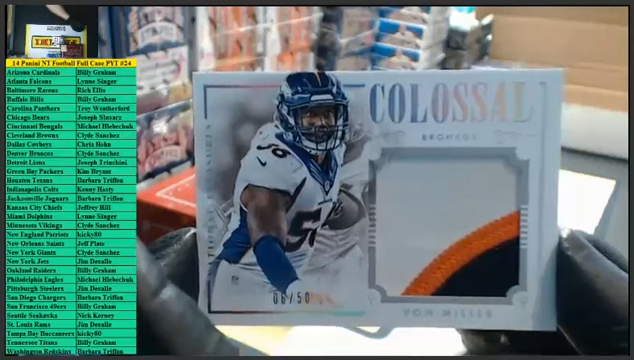 14 Panini NT Football Full Case PYT #24
Arizona Cardinals Billy Graham
Atlanta Falcons Lynne Singer
Baltimore Ravens Rich Ellis
Buffalo Bills Billy Graham
Carolina Panthers Troy Weatherford
Chicago Bears Joseph Slusarz
Cincinnati Bengals Michael Hlebechuk
Cleveland Browns Clyde Sanchez
Dallas Cowboys Chris Hohn
Denver Broncos Clyde Sanchez
Detroit Lions Joseph Trinchini
Green Bay Packers Kim Bryant
Houston Texans Barbara Triffon
Indianapolis Colts Kenny Hasty
Jacksonville Jaguars Barbara Triffon
Kansas City Chiefs Jeffrey Hill
Miami Dolphins Lynne Singer
Minnesota Vikings Clyde Sanchez
New England Patriots kicky80
New Orleans Saints Jeff Plats
New York Giants Clyde Sanchez
New York Jets Jim Desalle
Oakland Raiders Billy Graham
Philadelphia Eagles Michael Hlebechuk
Pittsburgh Steelers Jim Desalle
San Diego Chargers Barbara Triffon
San Francisco 49ers Billy Graham
Seattle Seahawks Nick Kerney
St. Louis Rams Jim Desalle
Tampa Bay Buccaneers kicky80
Tennessee Titans Billy Graham
Washington Redskins Barbara Triffon
COLOSSAL
BRONCOS
58
06/50
VON MILLER